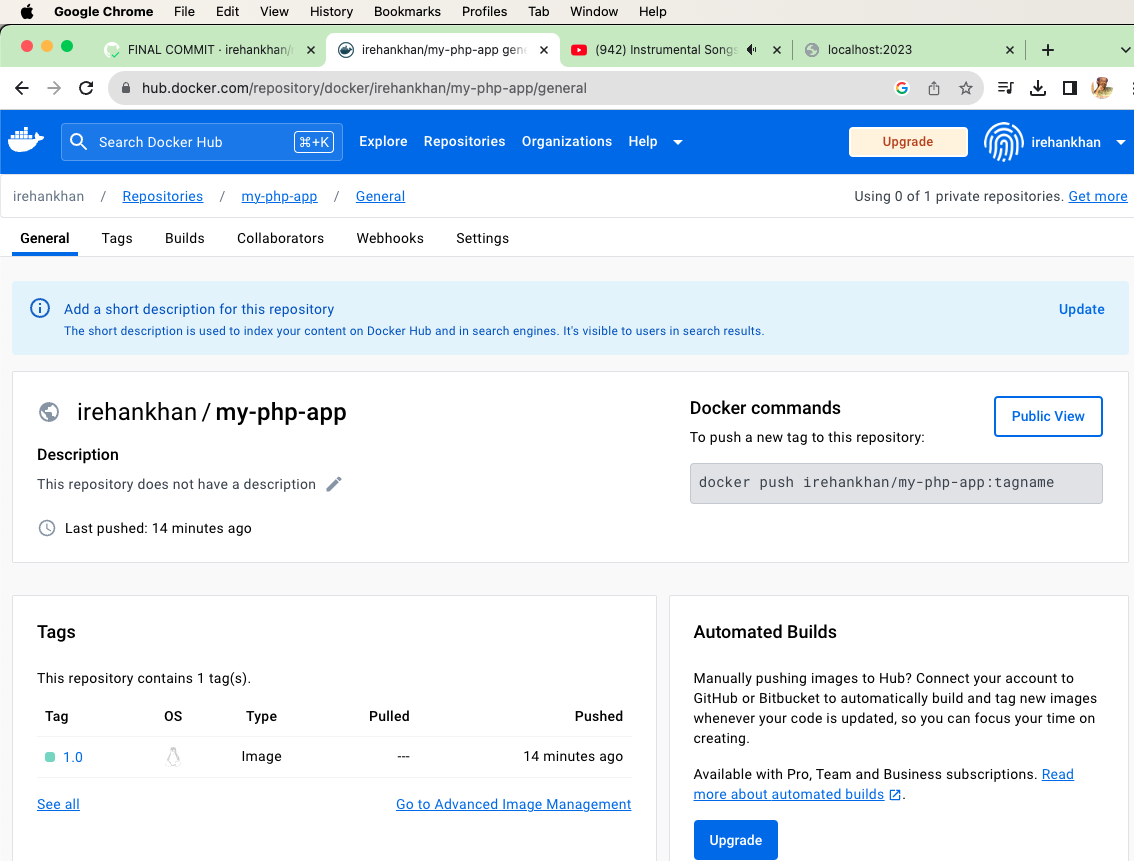 Google Chrome File Edit View History Bookmarks Profiles Tab Window Help
FINAL COMMIT · irehankhan/ irehankhan/my-php-app gene (942) Instrumental Songs localhost:2023
hub.docker.com/repository/docker/irehankhan/my-php-app/general
Search Docker Hub ⌘+K Explore Repositories Organizations Help Upgrade irehankhan
irehankhan / Repositories / my-php-app / General Using 0 of 1 private repositories. Get more
General Tags Builds Collaborators Webhooks Settings
Add a short description for this repository Update
The short description is used to index your content on Docker Hub and in search engines. It's visible to users in search results.
irehankhan / my-php-app
Description
This repository does not have a description
Last pushed: 14 minutes ago
Docker commands
Public View
To push a new tag to this repository:
docker push irehankhan/my-php-app:tagname
Tags
This repository contains 1 tag(s).
Tag OS Type Pulled Pushed
1.0 Image --- 14 minutes ago
See all Go to Advanced Image Management
Automated Builds
Manually pushing images to Hub? Connect your account to
GitHub or Bitbucket to automatically build and tag new images
whenever your code is updated, so you can focus your time on
creating.
Available with Pro, Team and Business subscriptions. Read
more about automated builds .
Upgrade